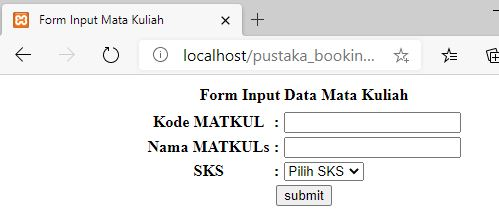 Form Input Mata Kuliah
localhost/pustaka_bookin...
Form Input Data Mata Kuliah
Kode MATKUL :
Nama MATKULs :
SKS : Pilih SKS
submit